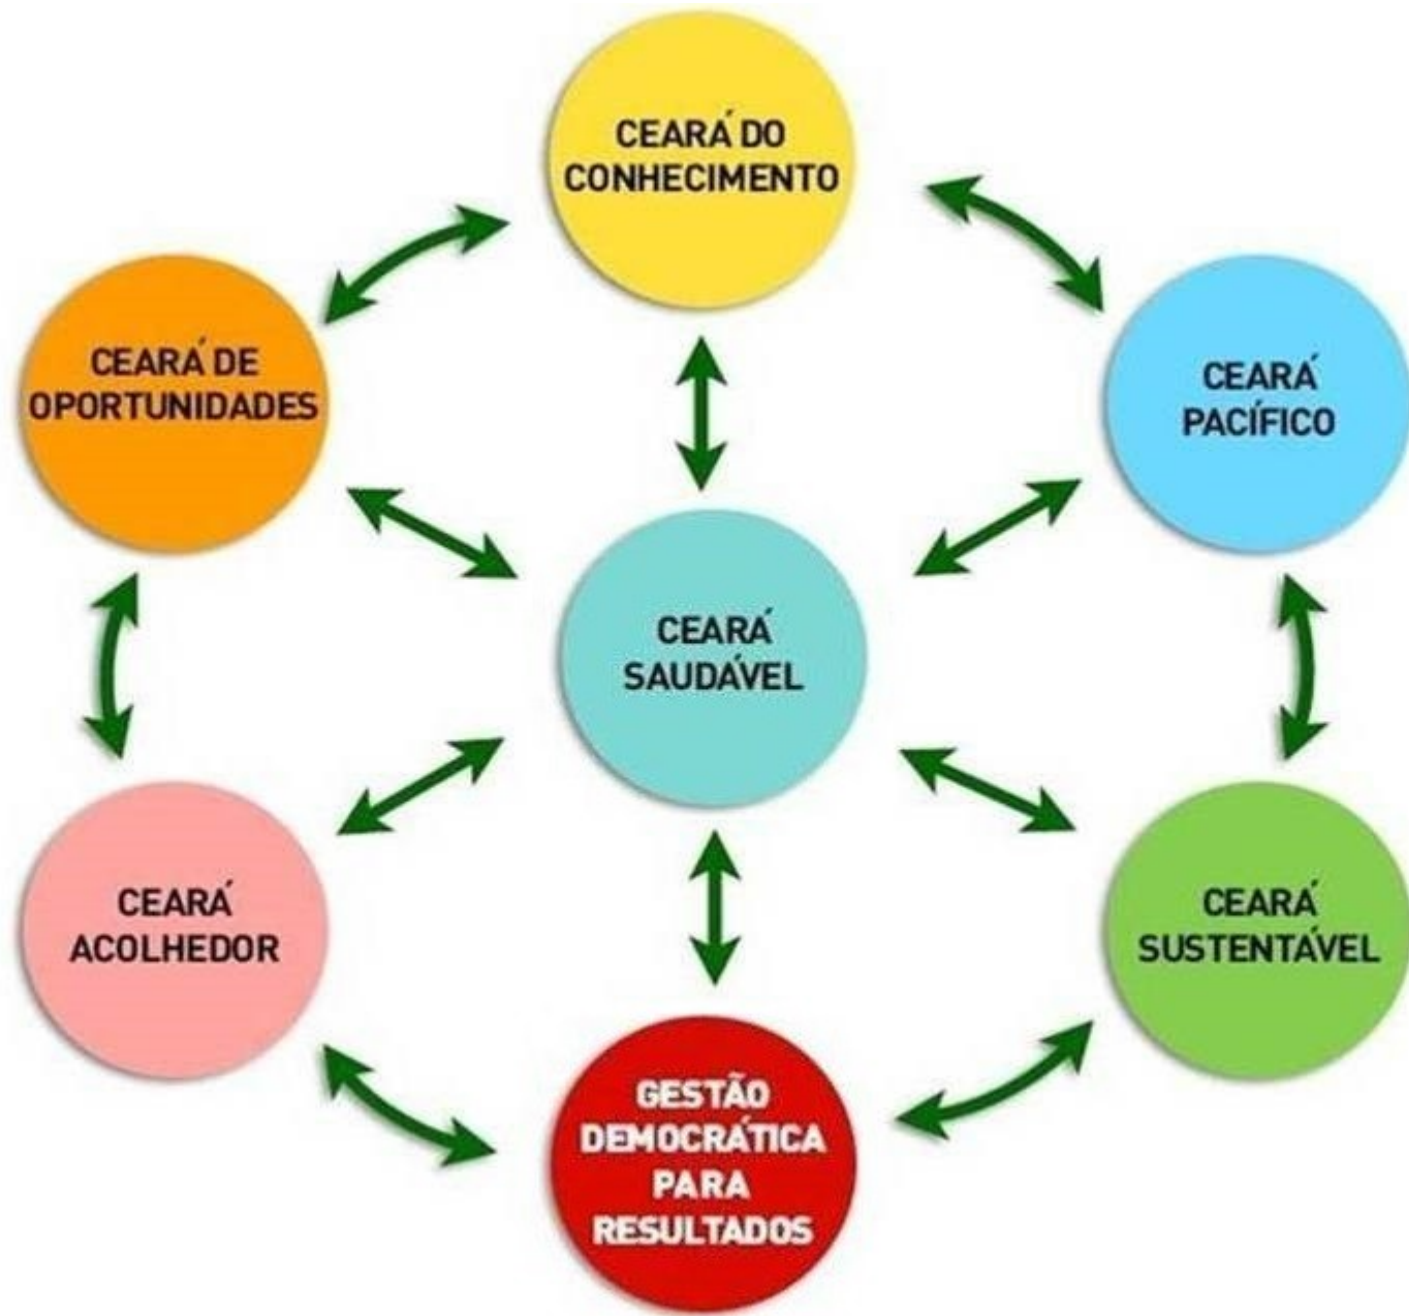 CEARÁ DO
CONHECIMENTO
CEARÁ DE
OPORTUNIDADES
CEARÁ
PACÍFICO
CEARÁ
SAUDÁVEL
CEARÁ
ACOLHEDOR
CEARÁ
SUSTENTÁVEL
GESTÃO
DEMOCRÁTICA
PARA
RESULTADOS